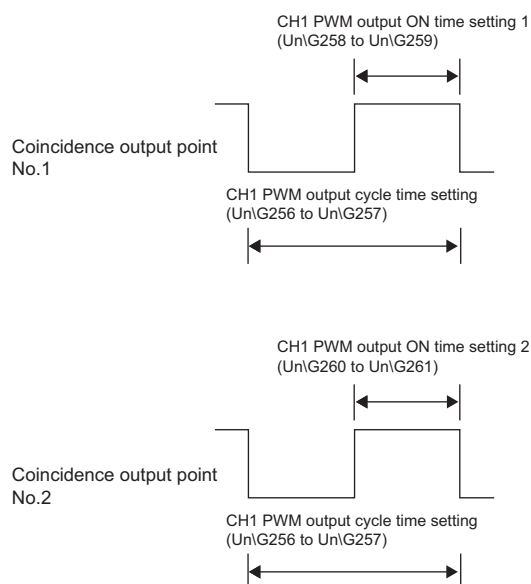 CH1 PWM output ON time setting 1
(Un\G258 to Un\G259)
Coincidence output point
No.1
CH1 PWM output cycle time setting
(Un\G256 to Un\G257)
CH1 PWM output ON time setting 2
(Un\G260 to Un\G261)
Coincidence output point
No.2
CH1 PWM output cycle time setting
(Un\G256 to Un\G257)